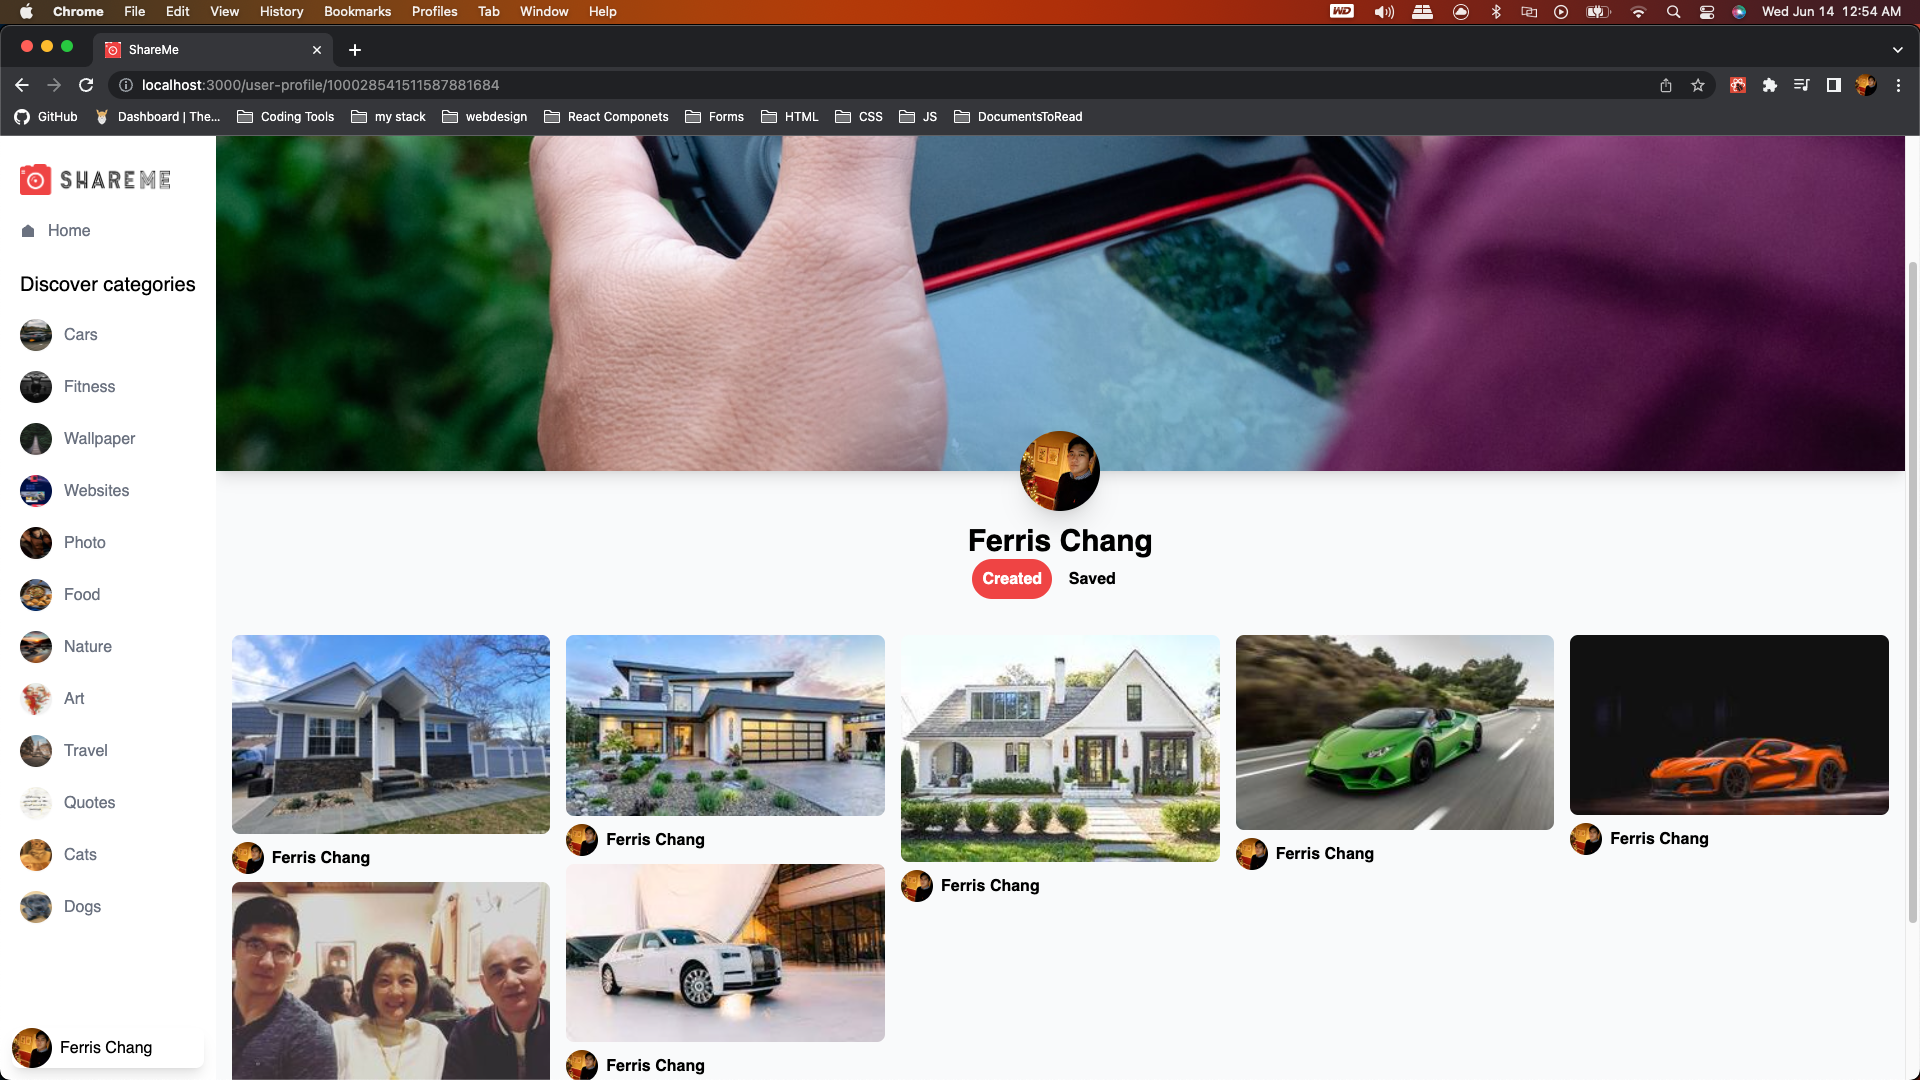 Chrome File Edit View History Bookmarks Profiles Tab Window Help
WD
Wed Jun 14 12:54 AM
ShareMe
localhost:3000/user-profile/100028541511587881684
GitHub
Dashboard | The...
Coding Tools
my stack
webdesign
React Componets
Forms
HTML
CSS
JS
DocumentsToRead
SHAREME
Home
Discover categories
Cars
Fitness
Wallpaper
Websites
Photo
Food
Nature
Art
Travel
Quotes
Cats
Dogs
Ferris Chang
Ferris Chang
Created Saved
Ferris Chang
Ferris Chang
Ferris Chang
Ferris Chang
Ferris Chang
Ferris Chang